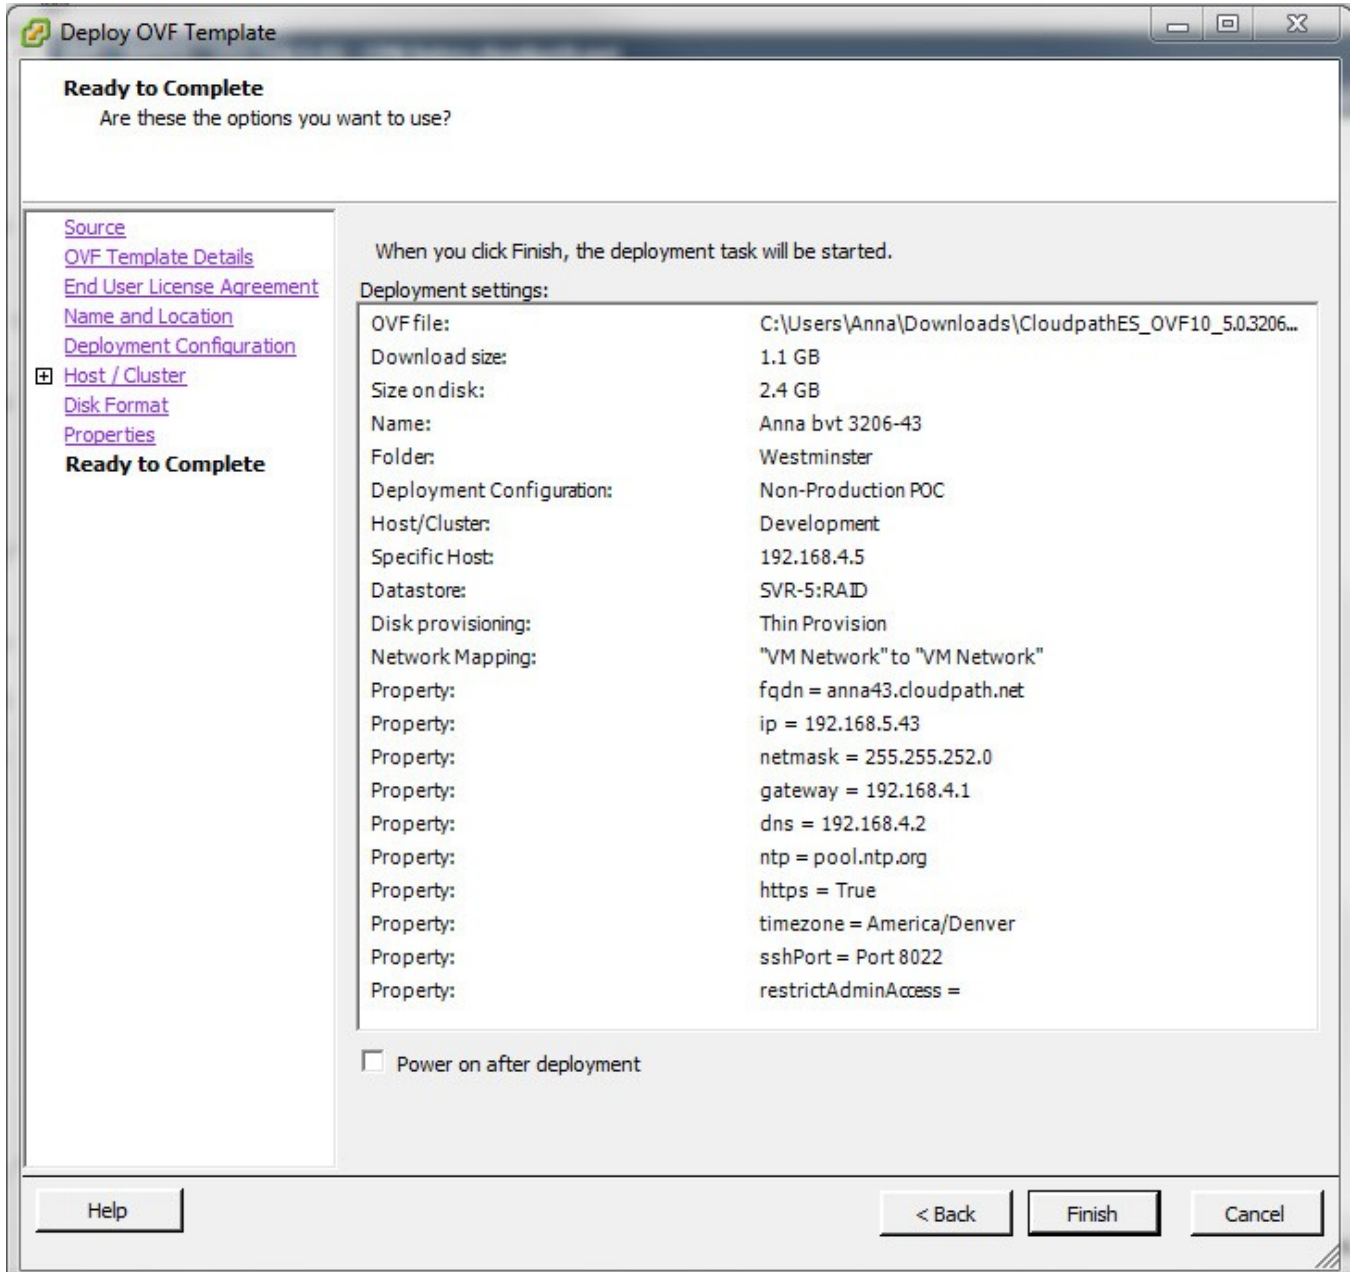 Deploy OVF Template
Ready to Complete
Are these the options you want to use?
Source
OVF Template Details
End User License Agreement
Name and Location
Deployment Configuration
Host / Cluster
Disk Format
Properties
Ready to Complete
When you click Finish, the deployment task will be started.
Deployment settings:
OVF file: C:\Users\Anna\Downloads\CloudpathES_OVF10_5.0.3206...
Download size: 1.1 GB
Size on disk: 2.4 GB
Name: Anna bvt 3206-43
Folder: Westminster
Deployment Configuration: Non-Production POC
Host/Cluster: Development
Specific Host: 192.168.4.5
Datastore: SVR-5:RAID
Disk provisioning: Thin Provision
Network Mapping: "VM Network" to "VM Network"
Property: fqdn = anna43.cloudpath.net
Property: ip = 192.168.5.43
Property: netmask = 255.255.252.0
Property: gateway = 192.168.4.1
Property: dns = 192.168.4.2
Property: ntp = pool.ntp.org
Property: https = True
Property: timezone = America/Denver
Property: sshPort = Port 8022
Property: restrictAdminAccess =
Power on after deployment
Help
< Back
Finish
Cancel